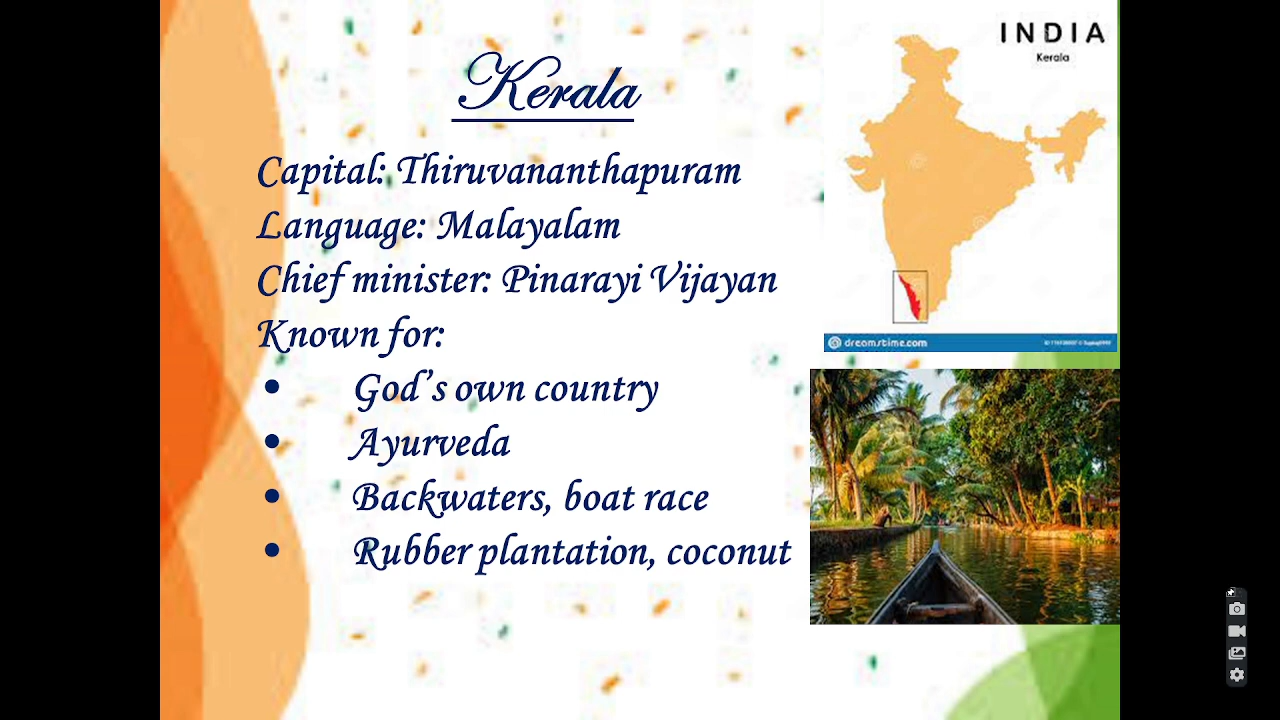 Kerala
Capital: Thiruvananthapuram
Language: Malayalam
Chief minister: Pinarayi Vijayan
Known for:
• God's own country
• Ayurveda
• Backwaters, boat race
• Rubber plantation, coconut
INDIA
Kerala
dreamstime.com